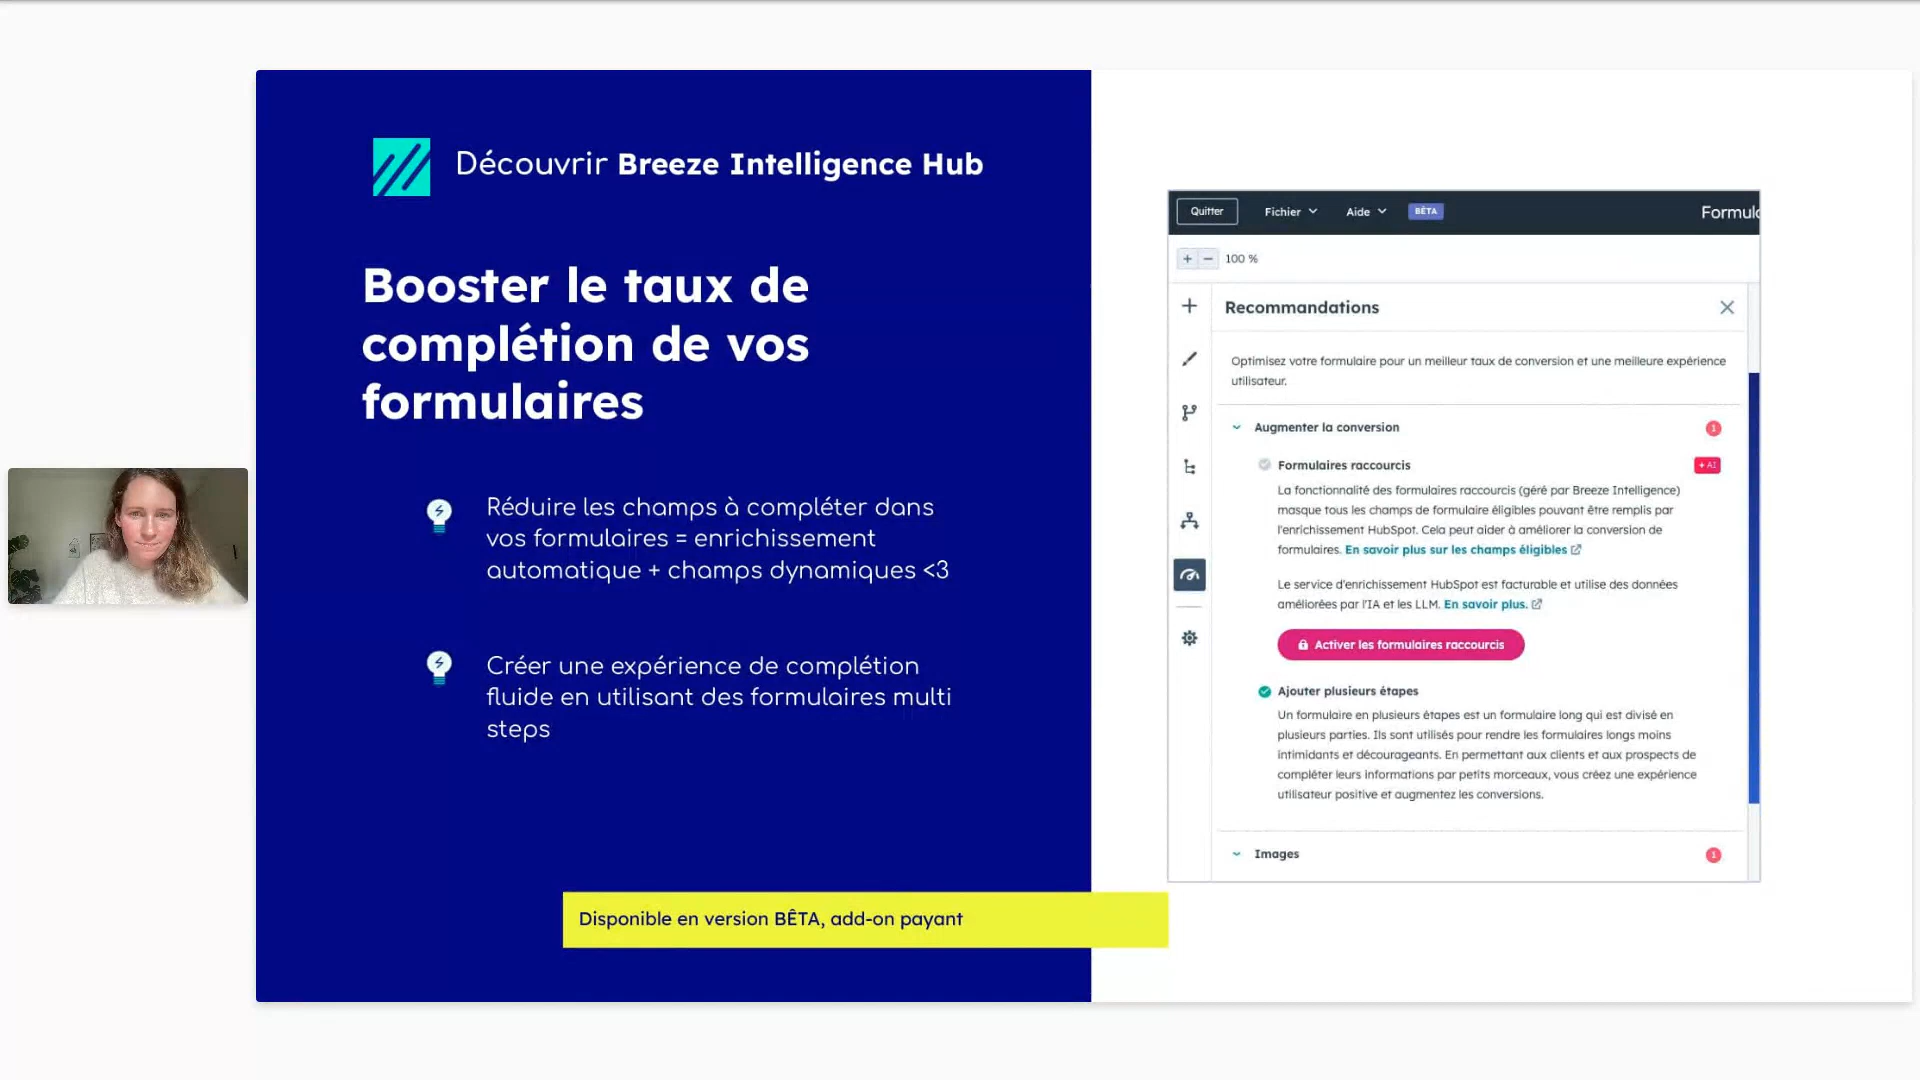 Découvrir Breeze Intelligence Hub
Booster le taux de
complétion de vos
formulaires
Réduire les champs à compléter dans
vos formulaires = enrichissement
automatique + champs dynamiques <3
Créer une expérience de complétion
fluide en utilisant des formulaires multi
steps
Disponible en version BÊTA, add-on payant
Quitter
Fichier
Aide
BÊTA
Formulc
+ − 100 %
Recommandations
Optimisez votre formulaire pour un meilleur taux de conversion et une meilleure expérience
utilisateur.
Augmenter la conversion
1
Formulaires raccourcis
+ AI
La fonctionnalité des formulaires raccourcis (géré par Breeze Intelligence)
masque tous les champs de formulaire éligibles pouvant être remplis par
l'enrichissement HubSpot. Cela peut aider à améliorer la conversion de
formulaires. En savoir plus sur les champs éligibles
Le service d'enrichissement HubSpot est facturable et utilise des données
améliorées par l'IA et les LLM. En savoir plus.
Activer les formulaires raccourcis
Ajouter plusieurs étapes
Un formulaire en plusieurs étapes est un formulaire long qui est divisé en
plusieurs parties. Ils sont utilisés pour rendre les formulaires longs moins
intimidants et décourageants. En permettant aux clients et aux prospects de
compléter leurs informations par petits morceaux, vous créez une expérience
utilisateur positive et augmentez les conversions.
Images
1